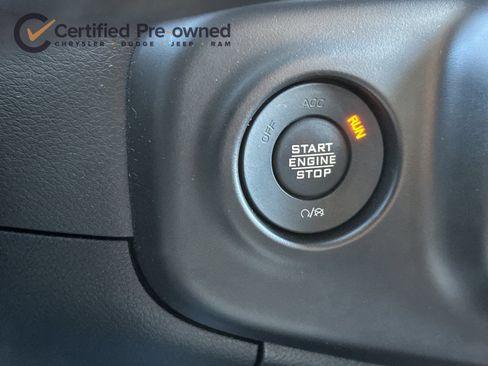 Certified Pre owned
CHRYSLER • DODGE • JEEP • RAM
ACC
OFF
RUN
START
ENGINE
STOP